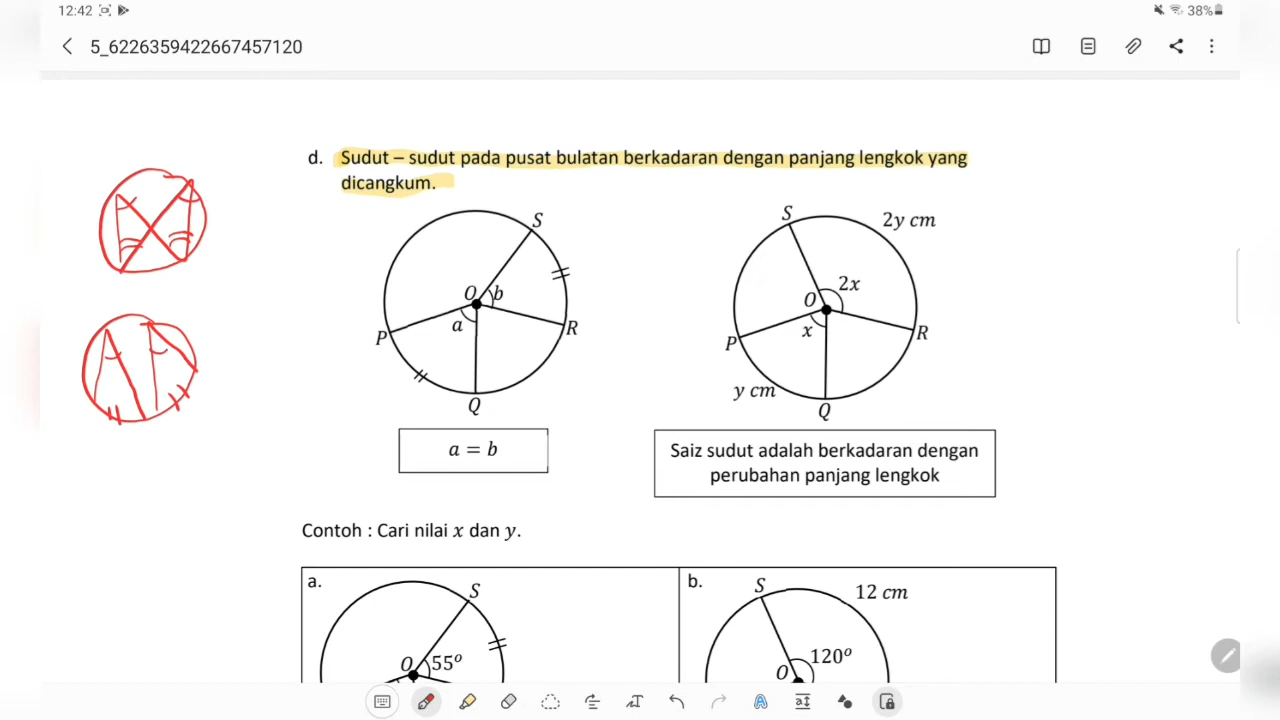 12:42
38%
5_6226359422667457120
d. Sudut – sudut pada pusat bulatan berkadaran dengan panjang lengkok yang
dicangkum.
S
O b
a
P
R
Q
a = b
S
2y cm
2x
O
x
P
R
y cm
Q
Saiz sudut adalah berkadaran dengan
perubahan panjang lengkok
Contoh : Cari nilai x dan y.
a.
S
O 55°
b.
S
12 cm
120°
O